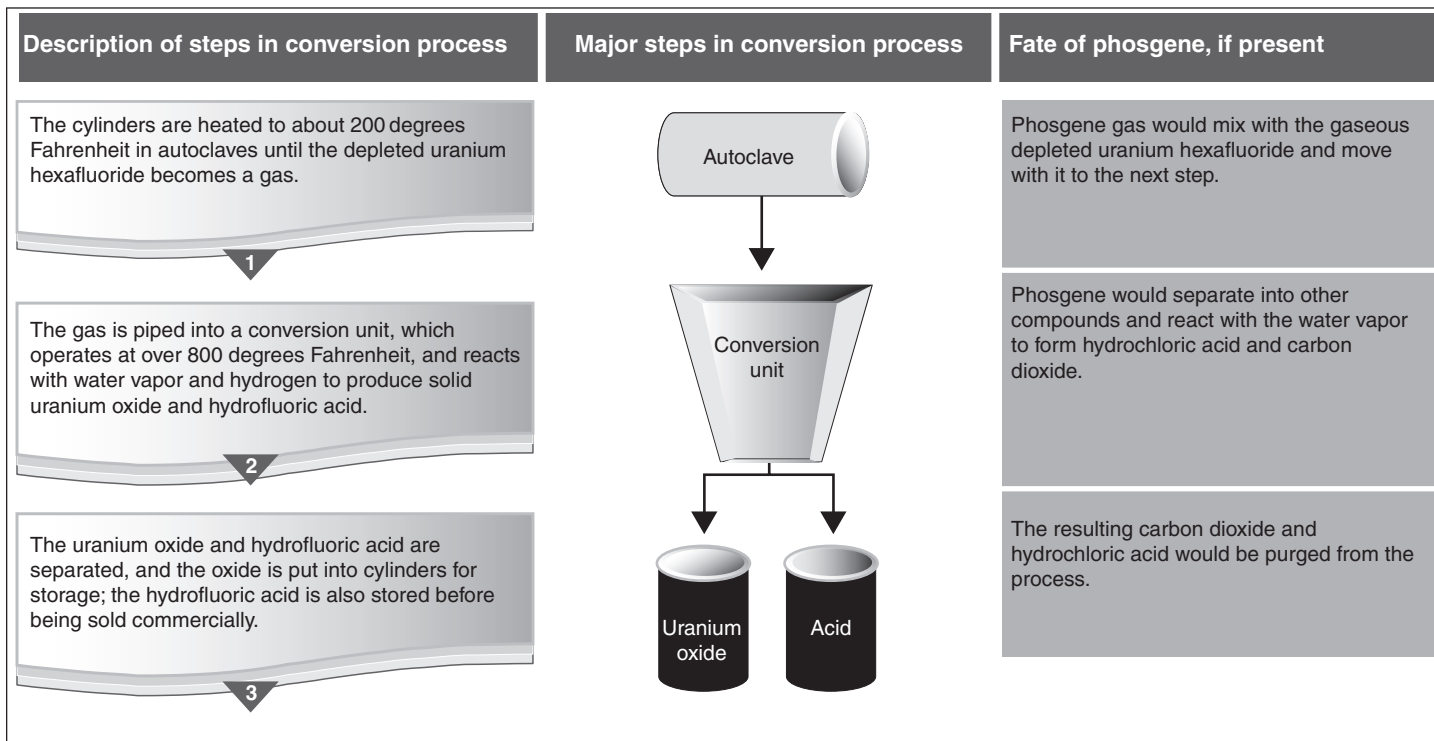 Description of steps in conversion process
Major steps in conversion process
Fate of phosgene, if present
The cylinders are heated to about 200 degrees
Fahrenheit in autoclaves until the depleted uranium
hexafluoride becomes a gas.
1
Autoclave
Phosgene gas would mix with the gaseous
depleted uranium hexafluoride and move
with it to the next step.
The gas is piped into a conversion unit, which
operates at over 800 degrees Fahrenheit, and reacts
with water vapor and hydrogen to produce solid
uranium oxide and hydrofluoric acid.
2
Conversion
unit
Phosgene would separate into other
compounds and react with the water vapor
to form hydrochloric acid and carbon
dioxide.
The uranium oxide and hydrofluoric acid are
separated, and the oxide is put into cylinders for
storage; the hydrofluoric acid is also stored before
being sold commercially.
3
Uranium
oxide
Acid
The resulting carbon dioxide and
hydrochloric acid would be purged from the
process.